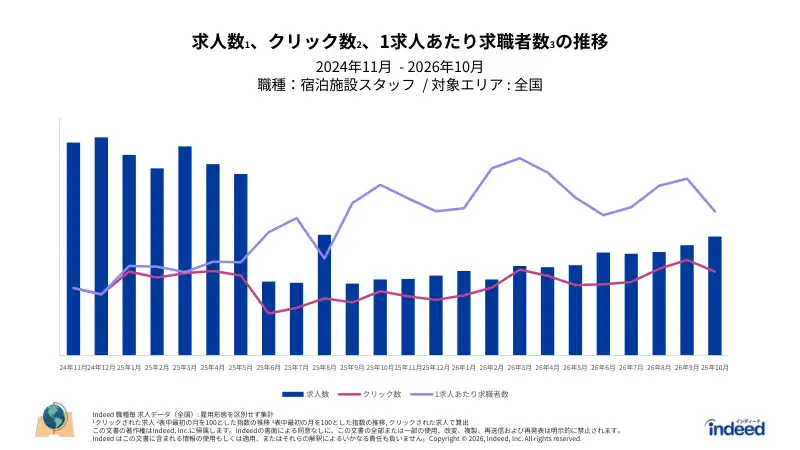 求人数1、クリック数2、1求人あたり求職者数3の推移
2024年11月 - 2026年10月
職種：宿泊施設スタッフ / 対象エリア : 全国
24年11月 24年12月 25年1月 25年2月 25年3月 25年4月 25年5月 25年6月 25年7月 25年8月 25年9月 25年10月 25年11月 25年12月 26年1月 26年2月 26年3月 26年4月 26年5月 26年6月 26年7月 26年8月 26年9月 26年10月
求人数 クリック数 1求人あたり求職者数
Indeed 職種毎 求人データ（全国）: 雇用形態を区別せず集計
¹クリックされた求人 ²表中最初の月を100とした指数の推移 ³表中最初の月を100とした指数の推移, クリックされた求人で算出
この文書の著作権はIndeed, Inc.に帰属します。Indeedの書面による同意なしに、この文書の全部または一部の使用、改変、複製、再送信および再発表は明示的に禁止されます。
Indeed はこの文書に含まれる情報の使用もしくは適用、またはそれらの解釈によるいかなる責任も負いません。Copyright © 2026, Indeed, Inc. All rights reserved.
インディード
indeed